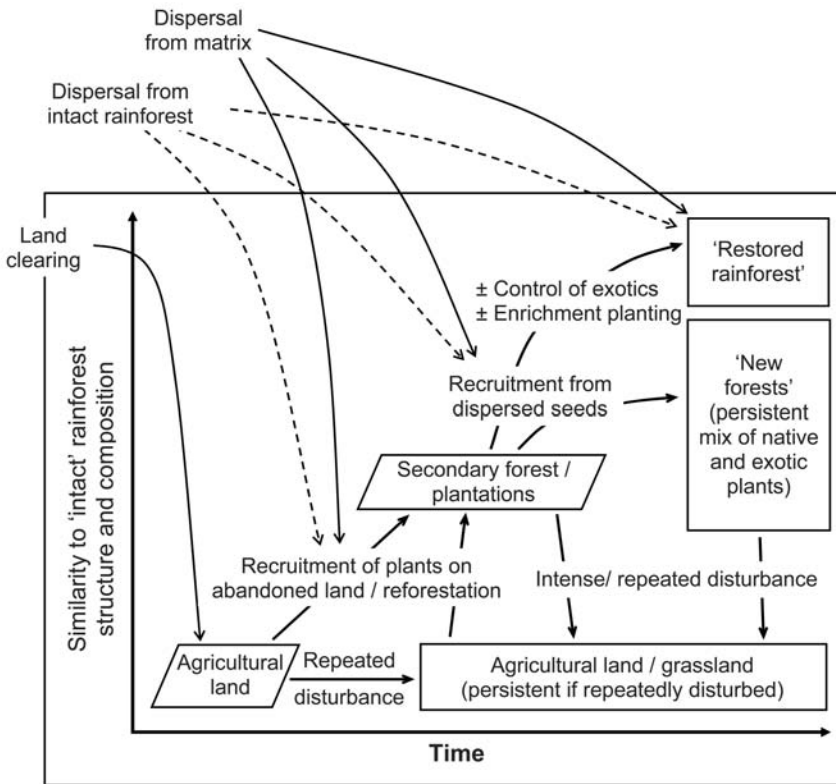 Dispersal
from matrix
Dispersal from
intact rainforest
Land
clearing
Similarity to ‘intact’ rainforest
structure and composition
‘Restored
rainforest’
± Control of exotics
± Enrichment planting
‘New
forests’
(persistent
mix of native
and exotic
plants)
Recruitment from
dispersed seeds
Secondary forest /
plantations
Recruitment of plants on
abandoned land / reforestation
Intense/ repeated disturbance
Agricultural
land
Repeated
disturbance
Agricultural land / grassland
(persistent if repeatedly disturbed)
Time